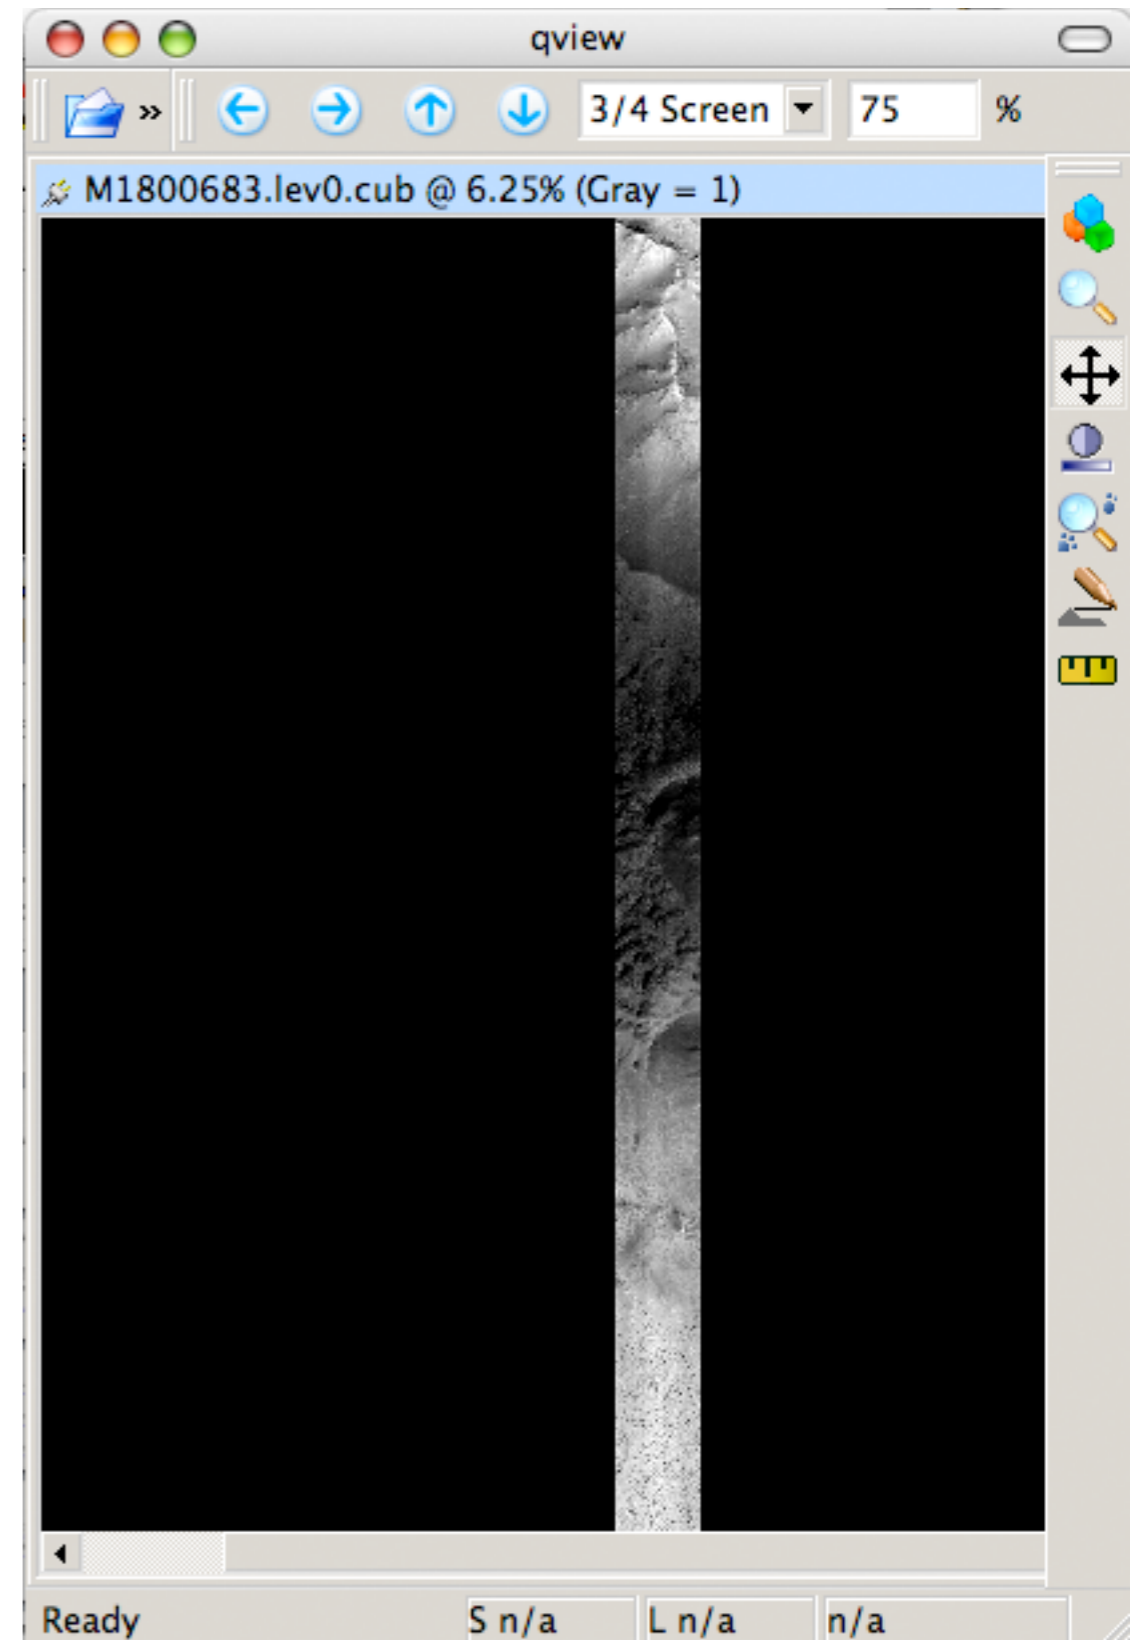 qview
» 3/4 Screen 75 %
M1800683.lev0.cub @ 6.25% (Gray = 1)
Ready S n/a L n/a n/a